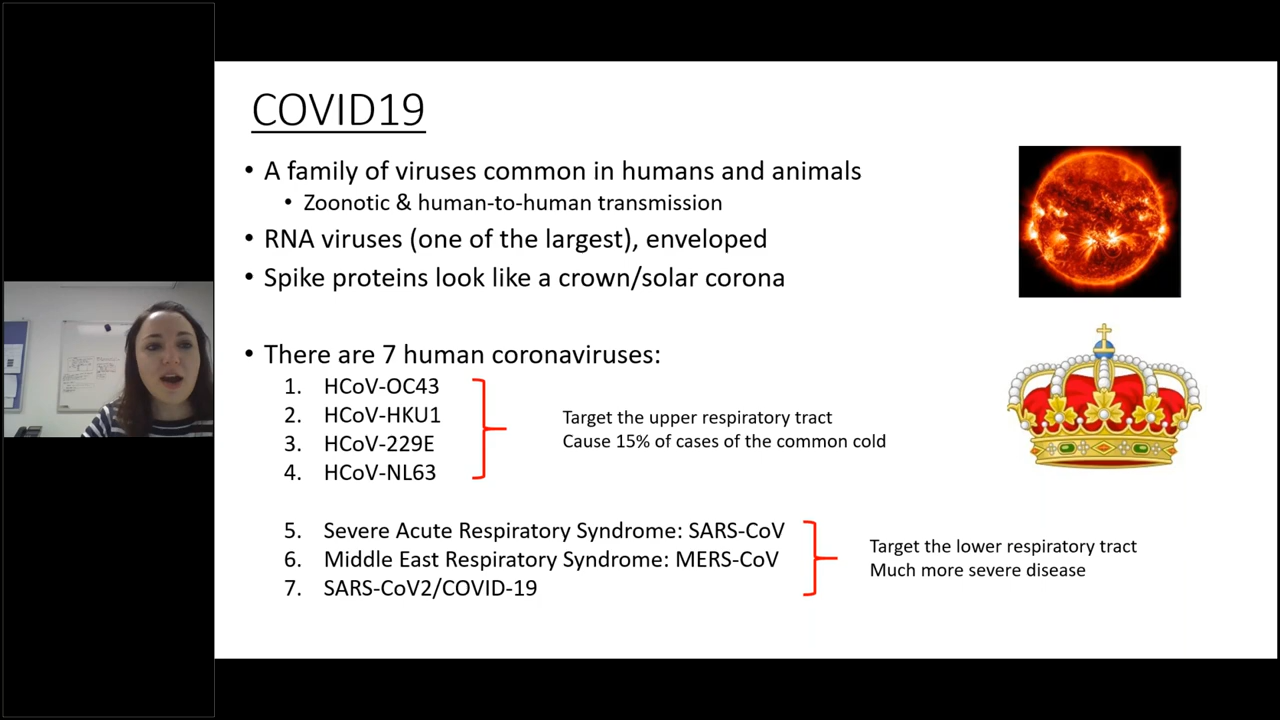 COVID19
• A family of viruses common in humans and animals
• Zoonotic & human-to-human transmission
• RNA viruses (one of the largest), enveloped
• Spike proteins look like a crown/solar corona
• There are 7 human coronaviruses:
1. HCoV-OC43
2. HCoV-HKU1
3. HCoV-229E
4. HCoV-NL63
Target the upper respiratory tract
Cause 15% of cases of the common cold
5. Severe Acute Respiratory Syndrome: SARS-CoV
6. Middle East Respiratory Syndrome: MERS-CoV
7. SARS-CoV2/COVID-19
Target the lower respiratory tract
Much more severe disease